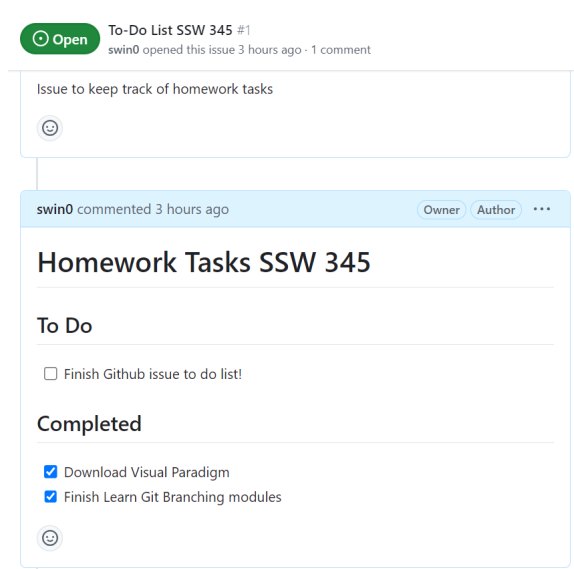 Open
To-Do List SSW 345 #1
swin0 opened this issue 3 hours ago · 1 comment
Issue to keep track of homework tasks
swin0 commented 3 hours ago
Owner
Author
Homework Tasks SSW 345
To Do
Finish Github issue to do list!
Completed
Download Visual Paradigm
Finish Learn Git Branching modules